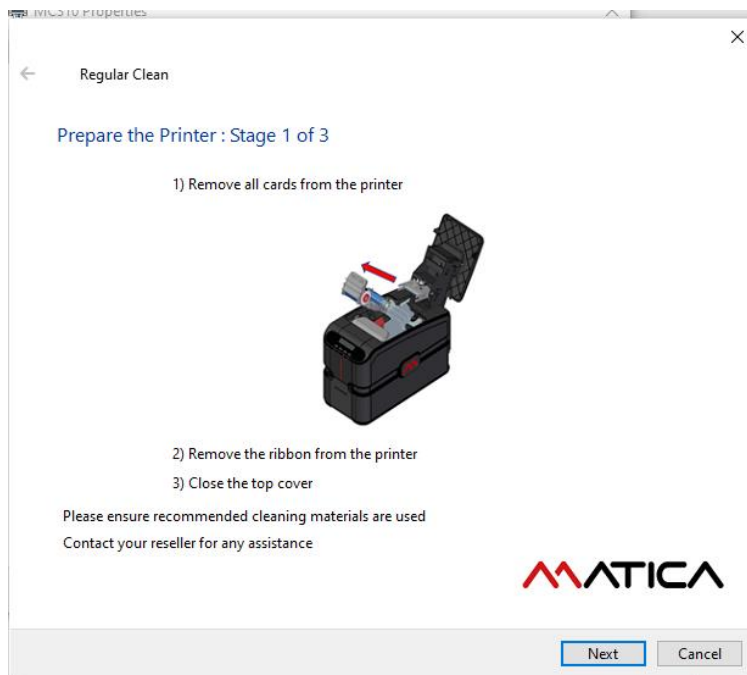 MC310 Properties
Regular Clean
Prepare the Printer : Stage 1 of 3
1) Remove all cards from the printer
2) Remove the ribbon from the printer
3) Close the top cover
Please ensure recommended cleaning materials are used
Contact your reseller for any assistance
MATICA
Next
Cancel